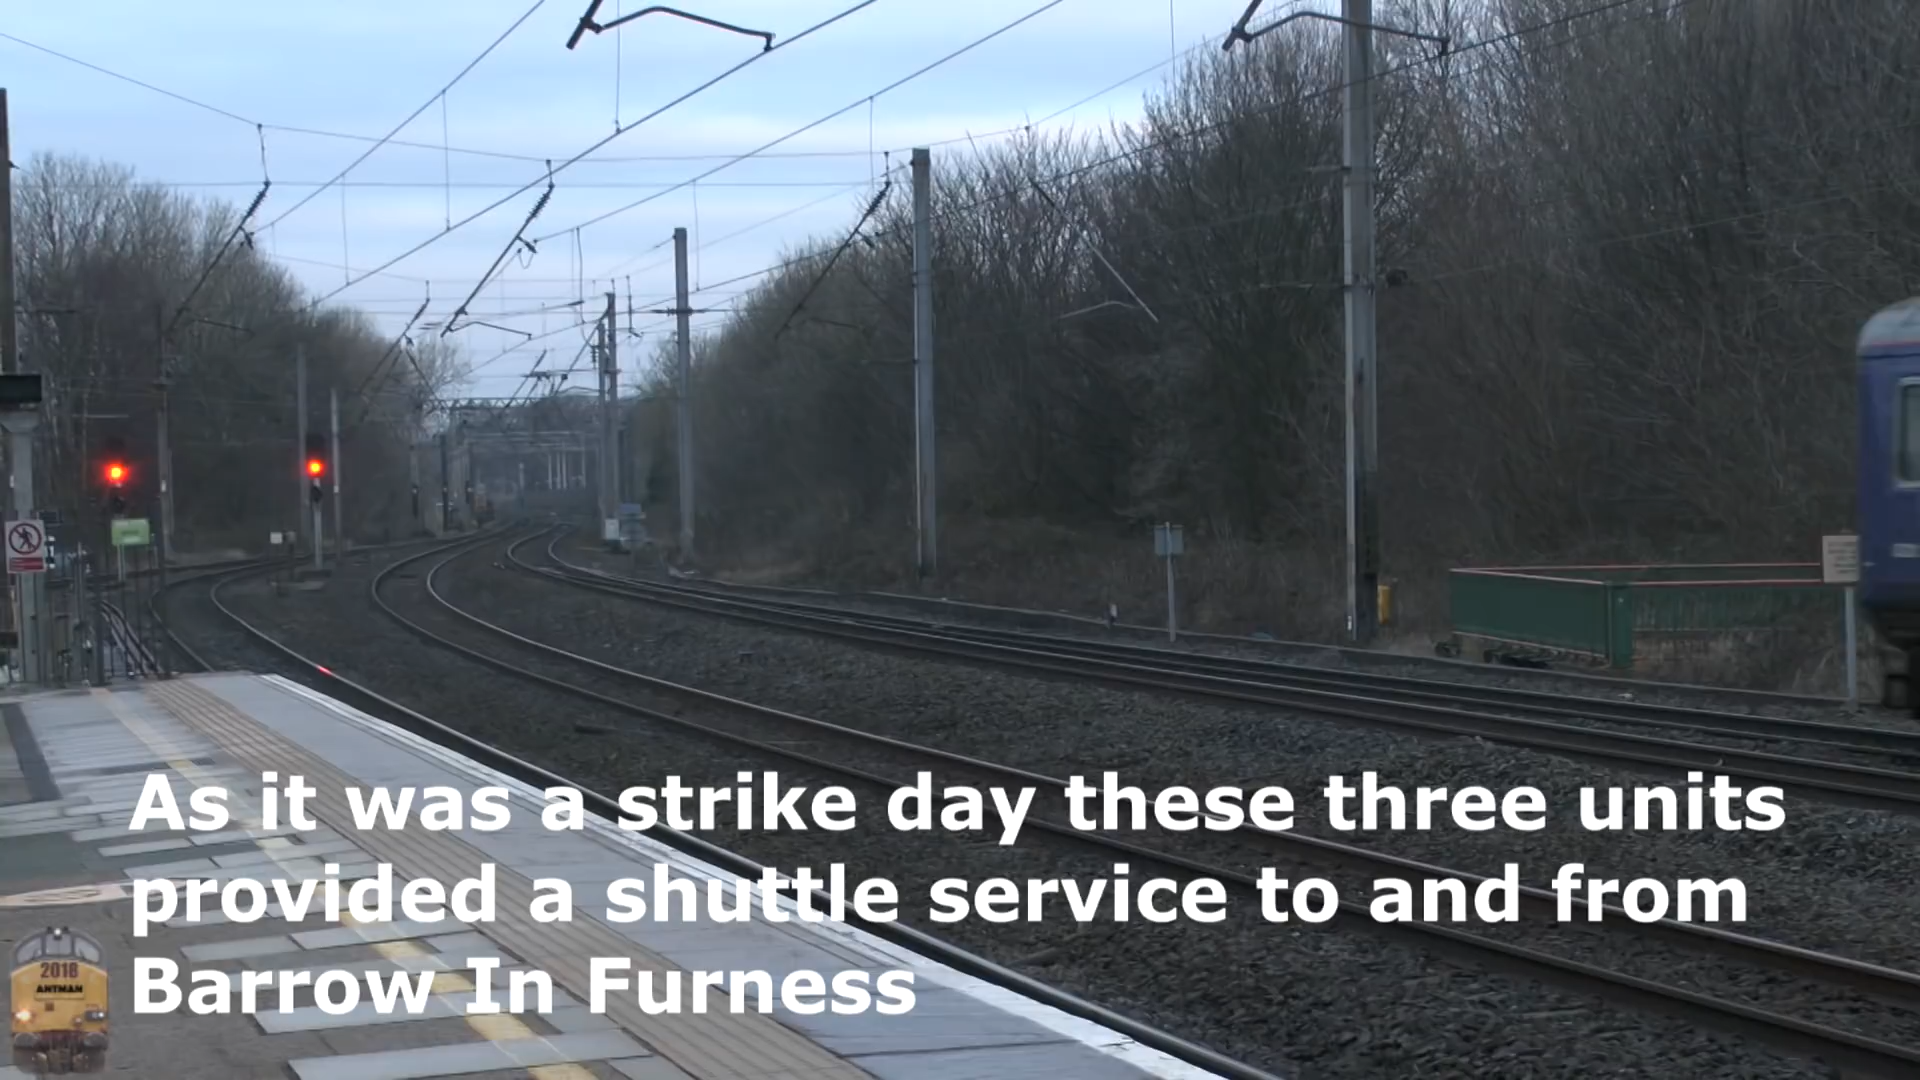 As it was a strike day these three units
provided a shuttle service to and from
Barrow In Furness
2018
ANTMAN